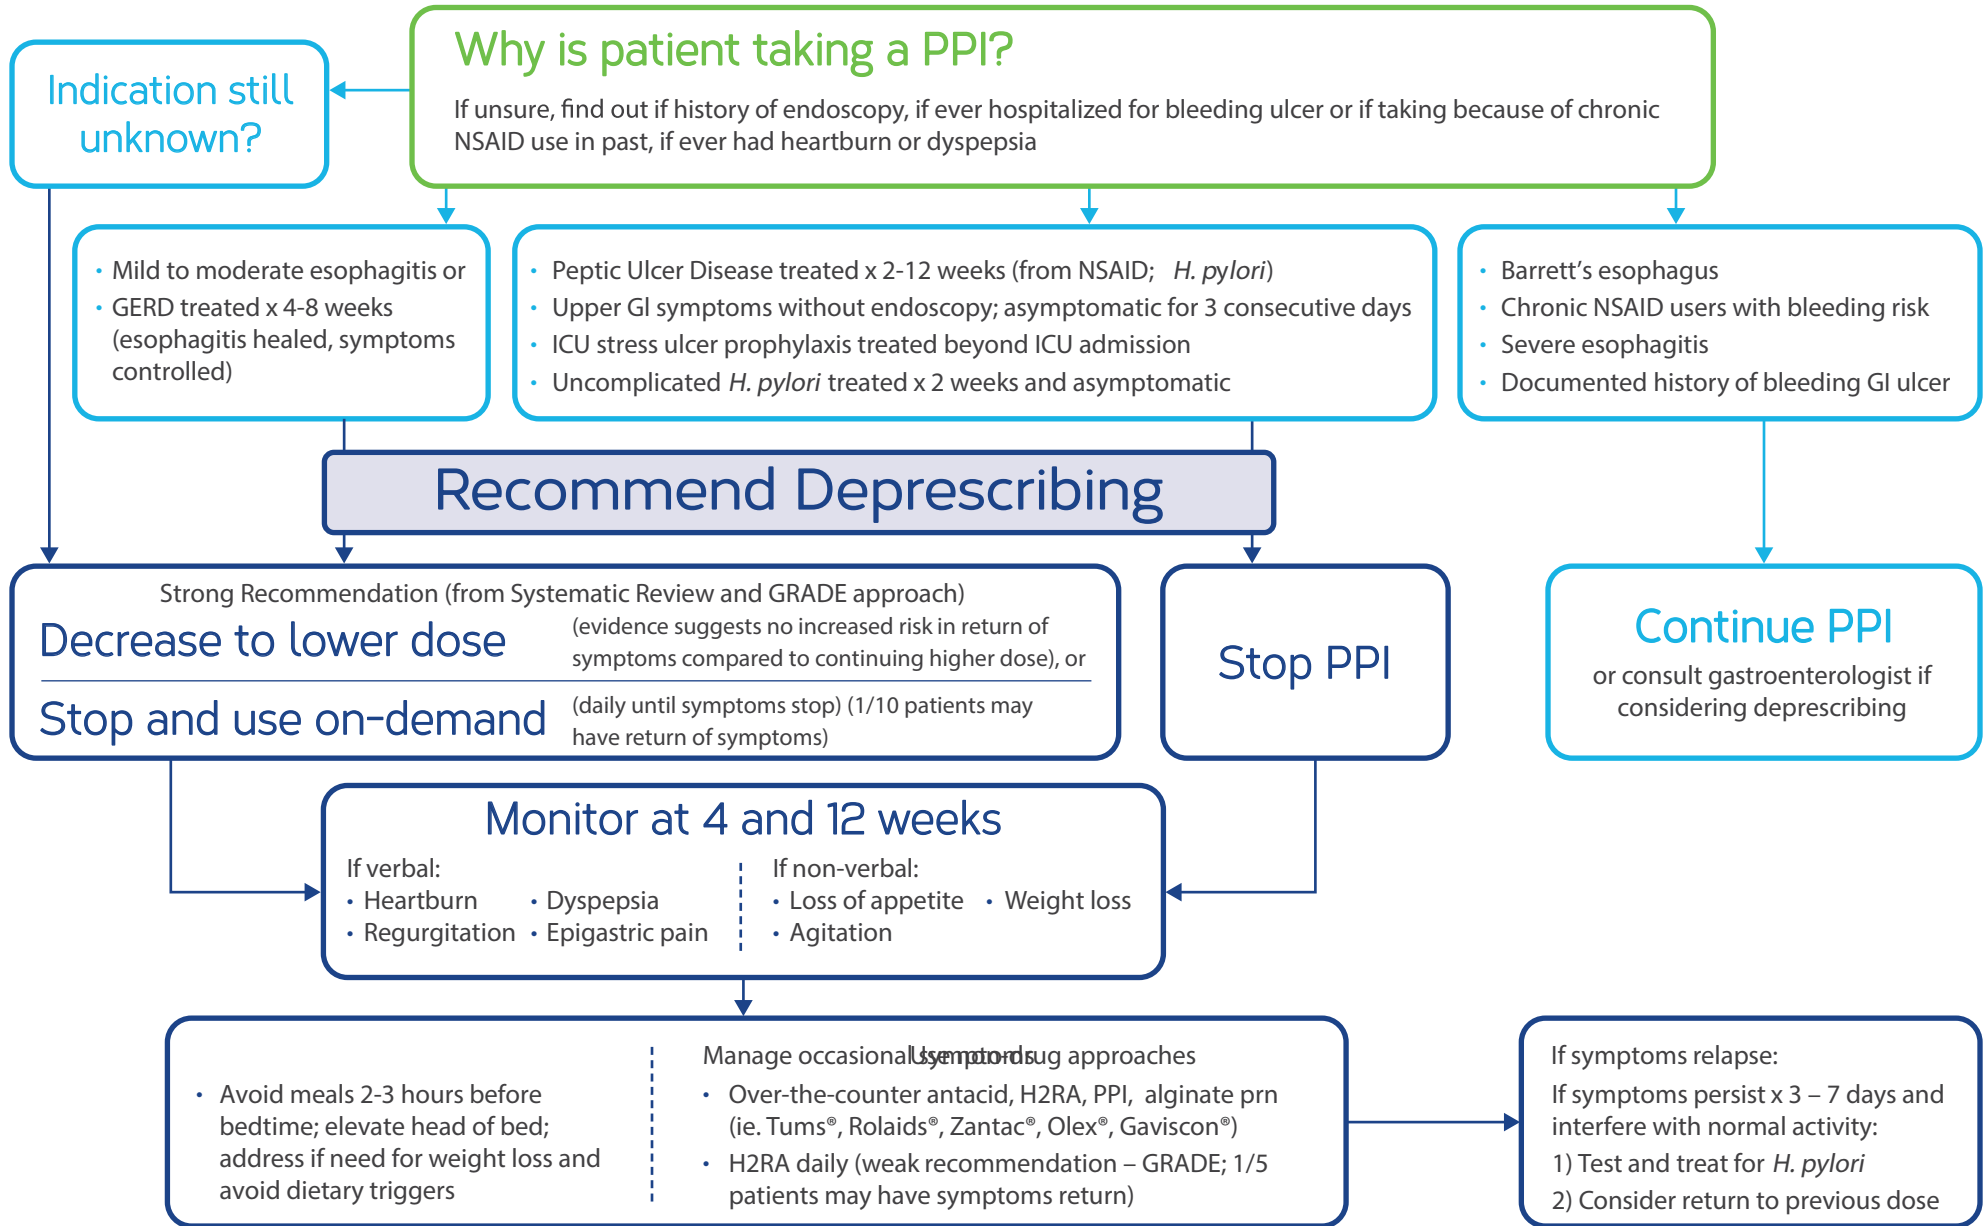 Why is patient taking a PPI?
If unsure, find out if history of endoscopy, if ever hospitalized for bleeding ulcer or if taking because of chronic
NSAID use in past, if ever had heartburn or dyspepsia
Indication still
unknown?
• Mild to moderate esophagitis or
• GERD treated x 4-8 weeks
(esophagitis healed, symptoms
controlled)
• Peptic Ulcer Disease treated x 2-12 weeks (from NSAID; H. pylori)
• Upper GI symptoms without endoscopy; asymptomatic for 3 consecutive days
• ICU stress ulcer prophylaxis treated beyond ICU admission
• Uncomplicated H. pylori treated x 2 weeks and asymptomatic
• Barrett's esophagus
• Chronic NSAID users with bleeding risk
• Severe esophagitis
• Documented history of bleeding GI ulcer
Recommend Deprescribing
Strong Recommendation (from Systematic Review and GRADE approach)
Decrease to lower dose
(evidence suggests no increased risk in return of
symptoms compared to continuing higher dose), or
Stop and use on-demand
(daily until symptoms stop) (1/10 patients may
have return of symptoms)
Stop PPI
Continue PPI
or consult gastroenterologist if
considering deprescribing
Monitor at 4 and 12 weeks
If verbal:
• Heartburn • Dyspepsia
• Regurgitation • Epigastric pain
If non-verbal:
• Loss of appetite • Weight loss
• Agitation
Use non-drug approaches
• Avoid meals 2-3 hours before
bedtime; elevate head of bed;
address if need for weight loss and
avoid dietary triggers
Manage occasional symptoms
• Over-the-counter antacid, H2RA, PPI, alginate prn
(ie. Tums®, Rolaids®, Zantac®, Olex®, Gaviscon®)
• H2RA daily (weak recommendation – GRADE; 1/5
patients may have symptoms return)
If symptoms relapse:
If symptoms persist x 3 – 7 days and
interfere with normal activity:
1) Test and treat for H. pylori
2) Consider return to previous dose